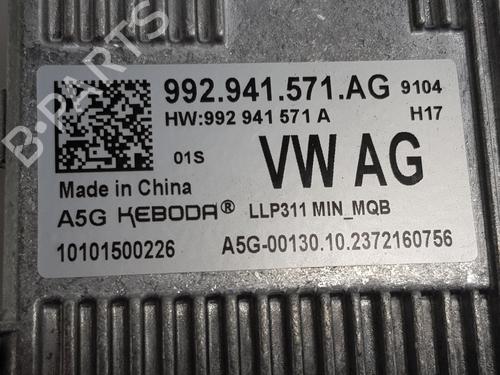 992.941.571.AG 9104
HW:992 941 571 A H17
01S VW AG
Made in China
A5G KEBODA® LLP311 MIN_MQB
10101500226 A5G-00130.10.2372160756
B-PARTS